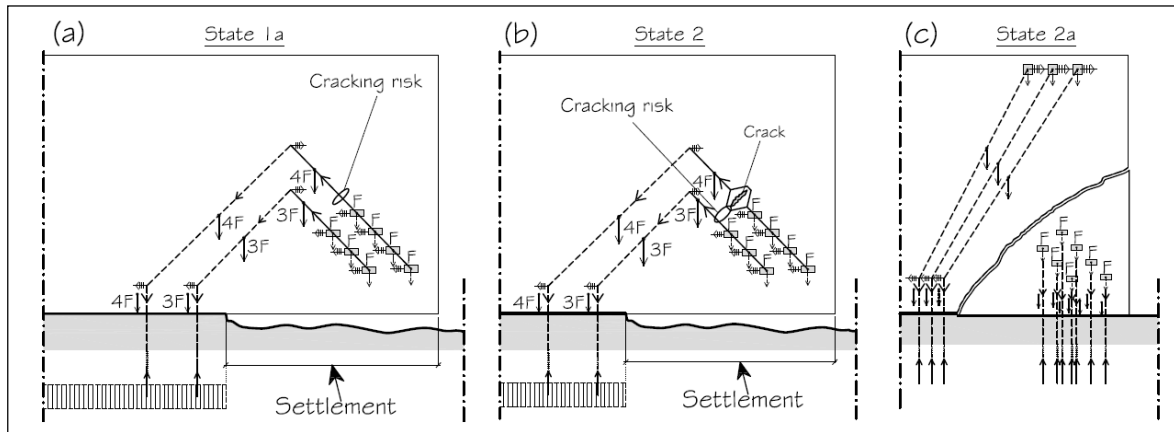 (a)
State 1a
Cracking risk
4F
F
F
F
F
3F
F
F
F
4F
3F
4F
3F
Settlement
(b)
State 2
Cracking risk
Crack
4F
F
F
F
F
3F
F
F
F
4F
3F
4F
3F
Settlement
(c)
State 2a
F
F
F
F
F
F
F